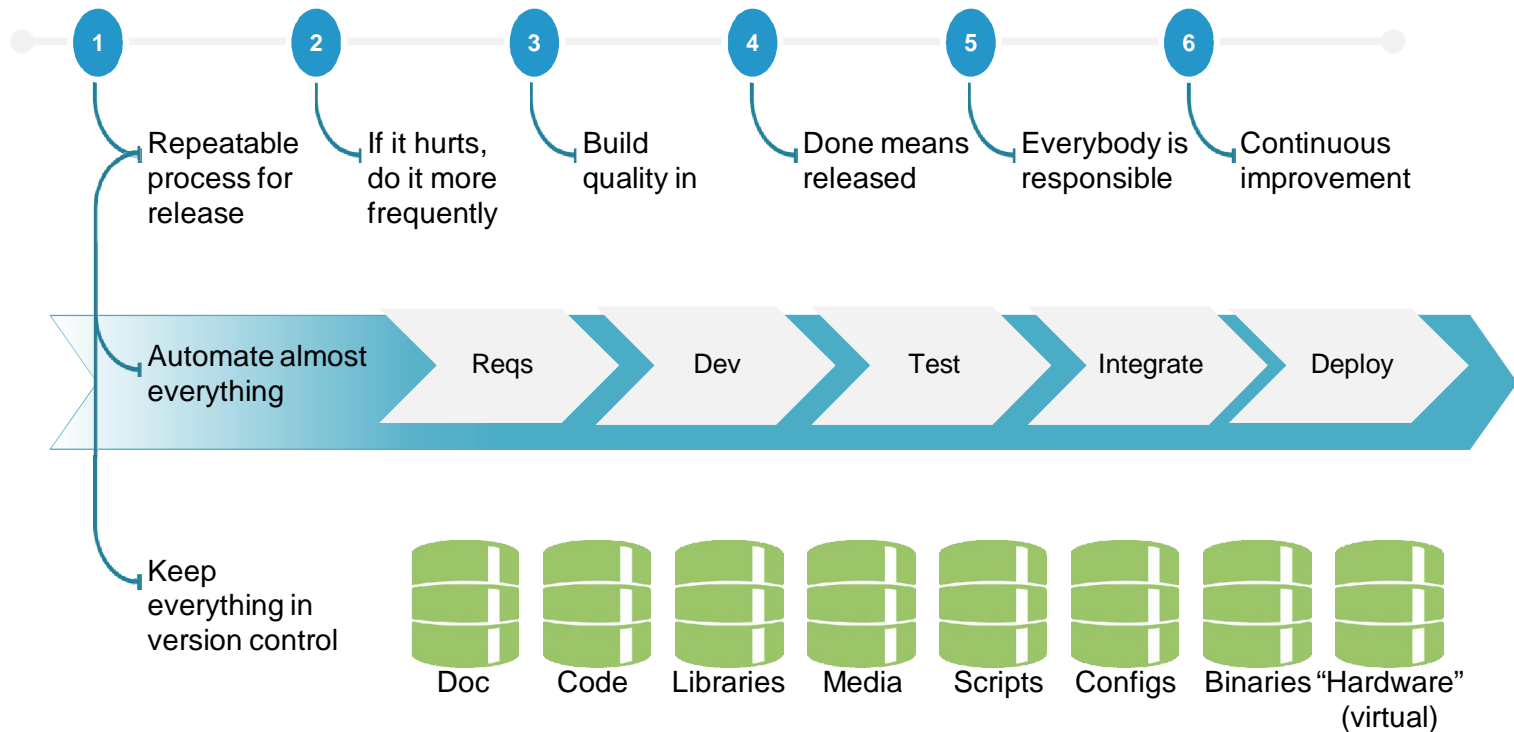 1
2
3
4
5
6
Repeatable
process for
release
If it hurts,
do it more
frequently
Build
quality in
Done means
released
Everybody is
responsible
Continuous
improvement
Automate almost
everything
Reqs
Dev
Test
Integrate
Deploy
Keep
everything in
version control
Doc
Code
Libraries
Media
Scripts
Configs
Binaries
“Hardware”
(virtual)